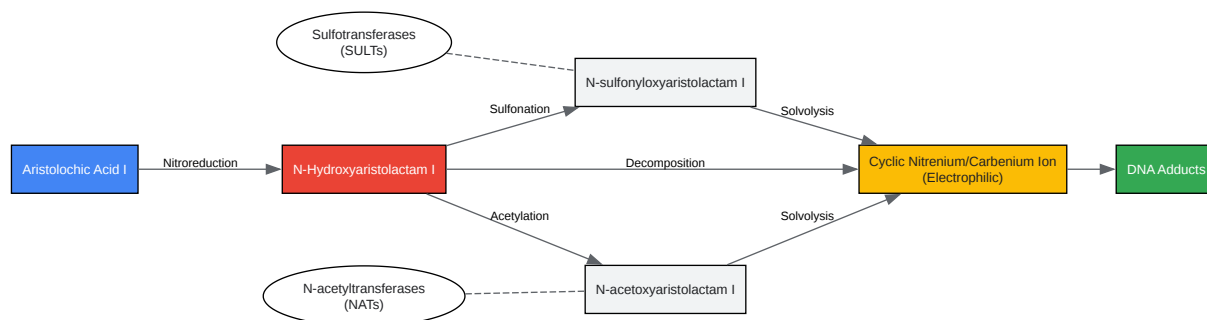 Sulfotransferases
(SULTs)
N-sulfonyloxyaristolactam I
Sulfonation
Solvolysis
Aristolochic Acid I
Nitroreduction
N-Hydroxyaristolactam I
Decomposition
Cyclic Nitrenium/Carbenium Ion
(Electrophilic)
DNA Adducts
Acetylation
Solvolysis
N-acetyltransferases
(NATs)
N-acetoxyaristolactam I